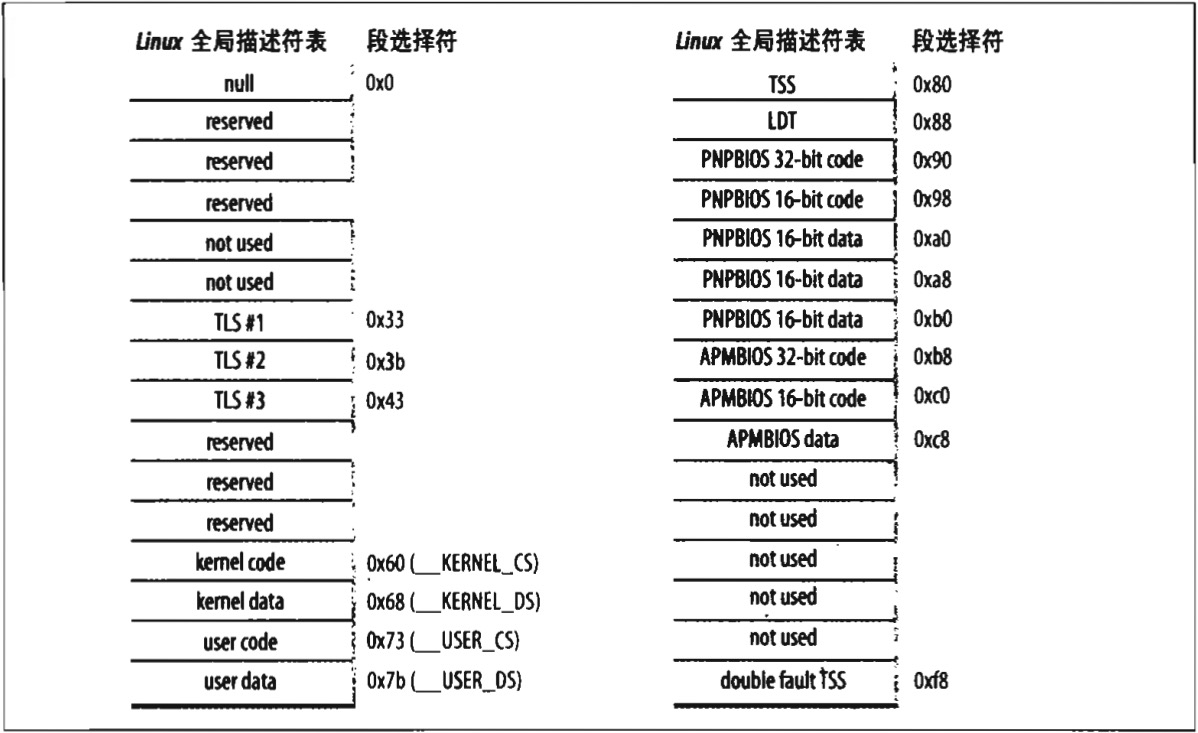 Linux 全局描述符表 段选择符
null 0x0
reserved
reserved
reserved
not used
not used
TLS #1 0x33
TLS #2 0x3b
TLS #3 0x43
reserved
reserved
reserved
kernel code 0x60 (__KERNEL_CS)
kernel data 0x68 (__KERNEL_DS)
user code 0x73 (__USER_CS)
user data 0x7b (__USER_DS)
Linux 全局描述符表 段选择符
TSS 0x80
LDT 0x88
PNPBIOS 32-bit code 0x90
PNPBIOS 16-bit code 0x98
PNPBIOS 16-bit data 0xa0
PNPBIOS 16-bit data 0xa8
PNPBIOS 16-bit data 0xb0
APMBIOS 32-bit code 0xb8
APMBIOS 16-bit code 0xc0
APMBIOS data 0xc8
not used
not used
not used
not used
not used
double fault TSS 0xf8